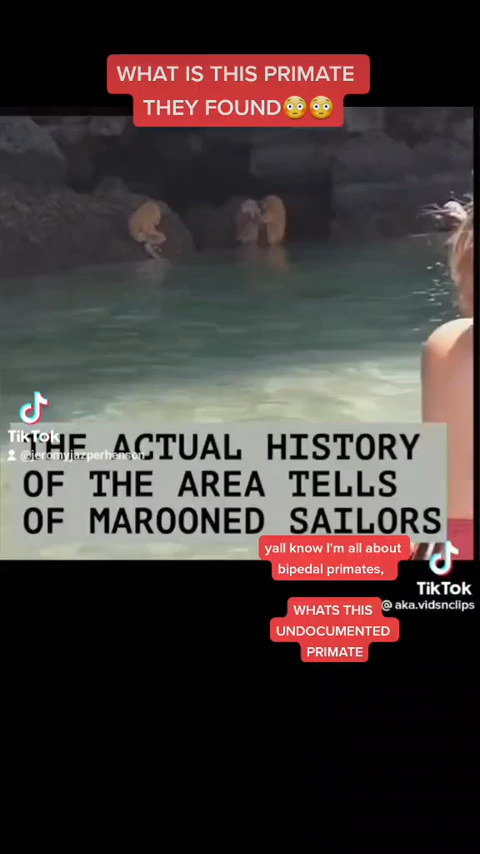 WHAT IS THIS PRIMATE
THEY FOUND😳😳
TikTok
@jeromyjazperhenson
THE ACTUAL HISTORY
OF THE AREA TELLS
OF MAROONED SAILORS
yall know I'm all about
bipedal primates,
TikTok
@ aka.vidsnclips
WHATS THIS
UNDOCUMENTED
PRIMATE